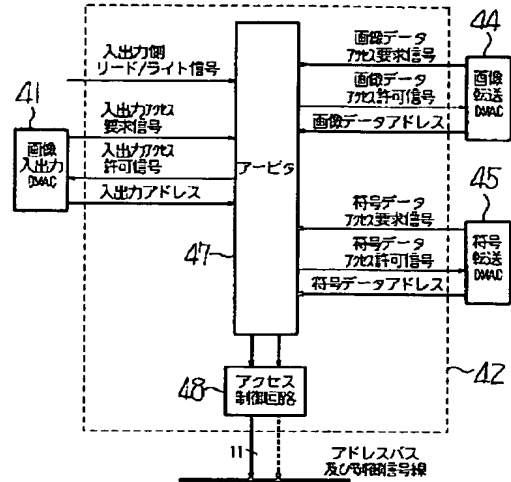 44
画像データ
アクセス要求信号
画像データ
アクセス許可信号
画像データアドレス
画像
転送
DMAC
入出力側
リード/ライト信号
41
入出力アクセス
要求信号
入出力アクセス
許可信号
入出力アドレス
画像
入出力
DMAC
アービタ
47
45
符号データ
アクセス要求信号
符号データ
アクセス許可信号
符号データアドレス
符号
転送
DMAC
48
アクセス
制御回路
42
11
アドレスバス
及び制御信号線